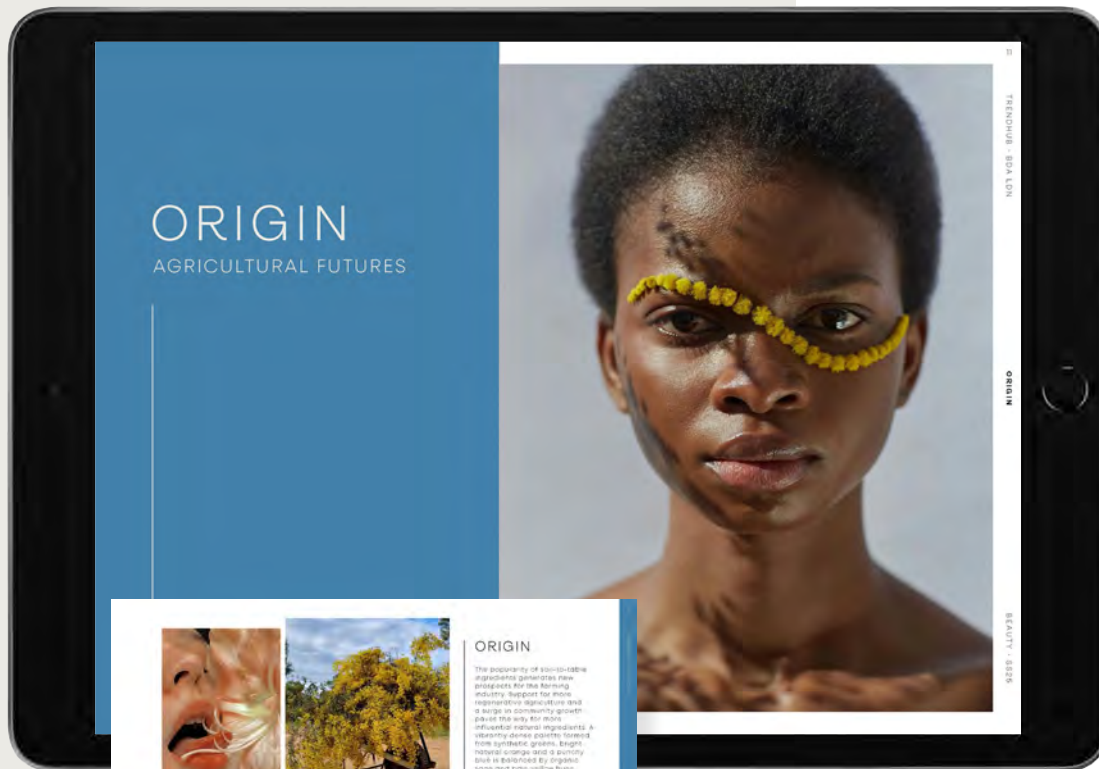 ORIGIN
AGRICULTURAL FUTURES
11
TRENDHUB - BDA LDN
ORIGIN
BEAUTY - SS25
ORIGIN
The popularity of soil-to-table
ingredients generates new
prospects for the farming
industry. Support for more
regenerative agriculture and
a surge in community growth
paves the way for more
influential natural ingredients. A
vibrantly dense palette formed
from synthetic greens, bright
natural orange and a punchy
blue is balanced by organic